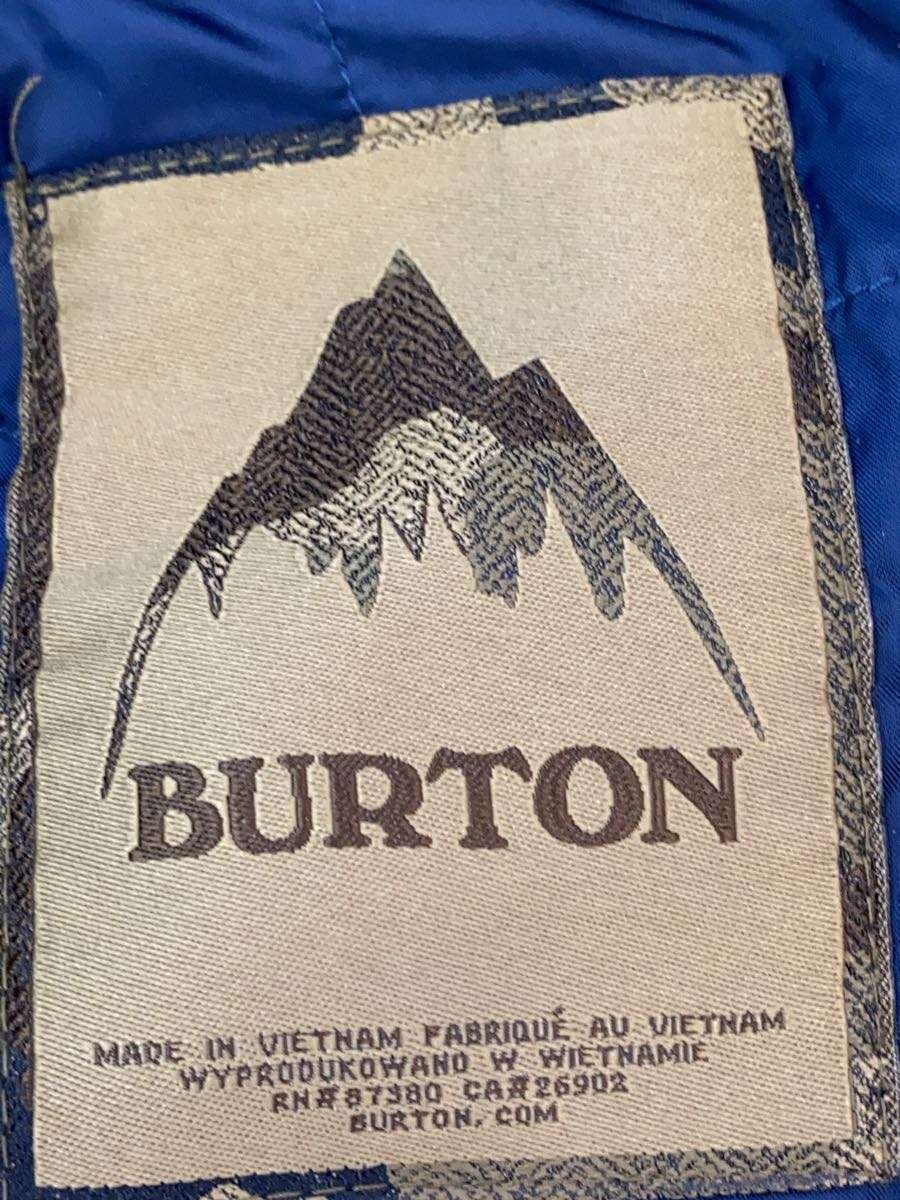 BURTON
MADE IN VIETNAM FABRIQUÉ AU VIETNAM
WYPRODUKOWANO W WIETNAMIE
RN#87380 CA#26902
BURTON.COM